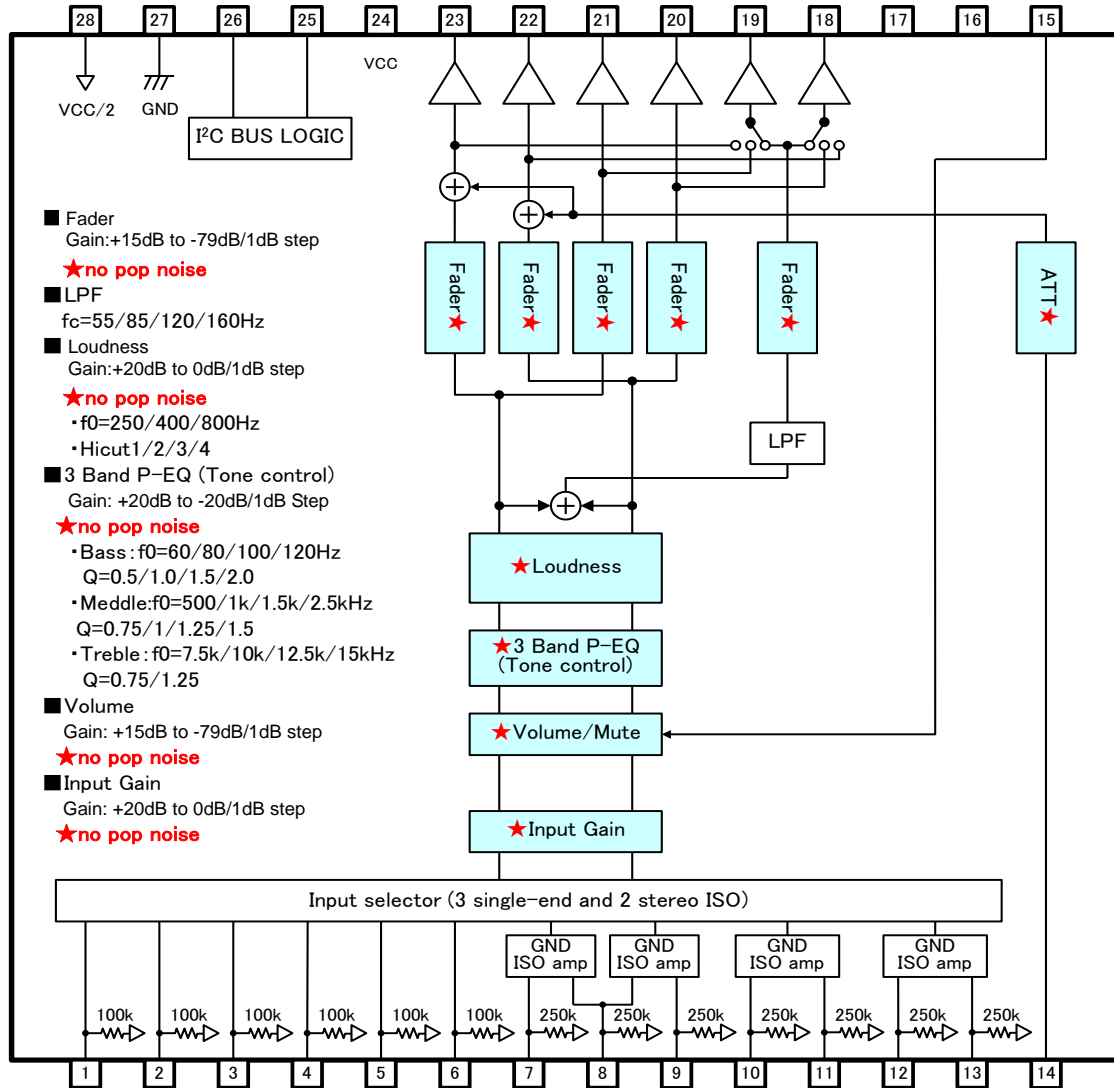 28 27 26 25 24 23 22 21 20 19 18 17 16 15
VCC
VCC/2
GND
I²C BUS LOGIC
■ Fader
Gain:+15dB to -79dB/1dB step
★no pop noise
■LPF
fc=55/85/120/160Hz
■ Loudness
Gain:+20dB to 0dB/1dB step
★no pop noise
・f0=250/400/800Hz
・Hicut1/2/3/4
■3 Band P-EQ (Tone control)
Gain: +20dB to -20dB/1dB Step
★no pop noise
・Bass:f0=60/80/100/120Hz
Q=0.5/1.0/1.5/2.0
・Meddle:f0=500/1k/1.5k/2.5kHz
Q=0.75/1/1.25/1.5
・Treble:f0=7.5k/10k/12.5k/15kHz
Q=0.75/1.25
■Volume
Gain: +15dB to -79dB/1dB step
★no pop noise
■Input Gain
Gain: +20dB to 0dB/1dB step
★no pop noise
Fader★ Fader★ Fader★ Fader★ Fader★ ATT★
LPF
★Loudness
★3 Band P-EQ
(Tone control)
★Volume/Mute
★Input Gain
Input selector (3 single-end and 2 stereo ISO)
GND
ISO amp
GND
ISO amp
GND
ISO amp
GND
ISO amp
100k 100k 100k 100k 100k 100k 250k 250k 250k 250k 250k 250k 250k
1 2 3 4 5 6 7 8 9 10 11 12 13 14